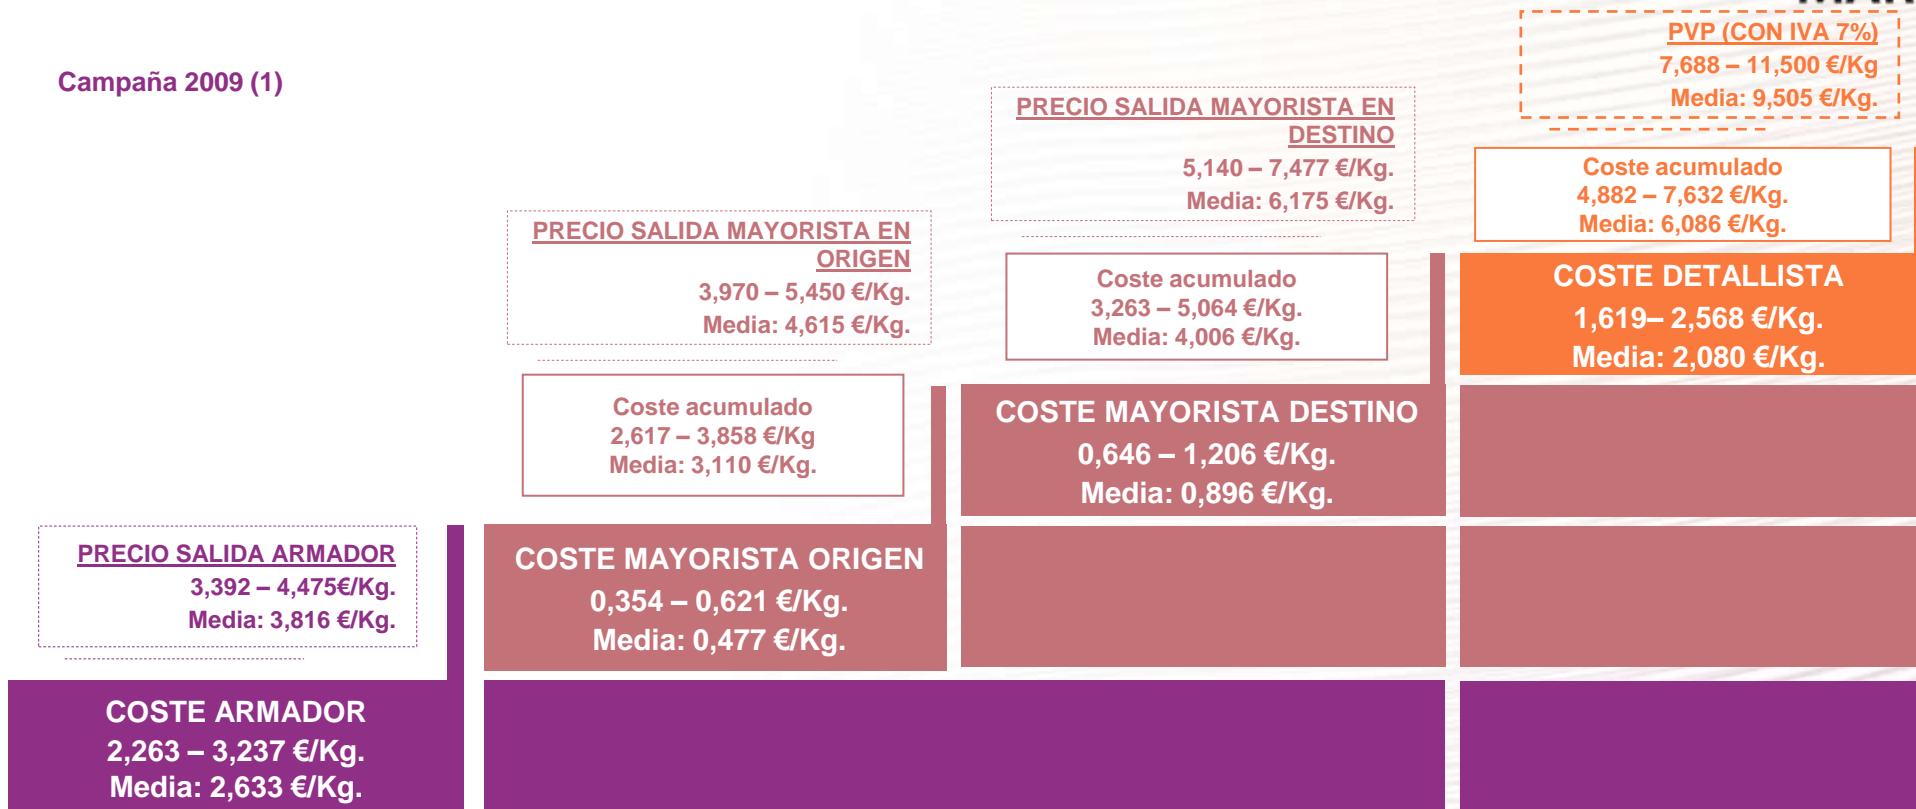 Campaña 2009 (1)
PVP (CON IVA 7%)
7,688 – 11,500 €/Kg
Media: 9,505 €/Kg.
PRECIO SALIDA MAYORISTA EN
DESTINO
5,140 – 7,477 €/Kg.
Media: 6,175 €/Kg.
Coste acumulado
4,882 – 7,632 €/Kg.
Media: 6,086 €/Kg.
PRECIO SALIDA MAYORISTA EN
ORIGEN
3,970 – 5,450 €/Kg.
Media: 4,615 €/Kg.
Coste acumulado
3,263 – 5,064 €/Kg.
Media: 4,006 €/Kg.
COSTE DETALLISTA
1,619– 2,568 €/Kg.
Media: 2,080 €/Kg.
Coste acumulado
2,617 – 3,858 €/Kg
Media: 3,110 €/Kg.
COSTE MAYORISTA DESTINO
0,646 – 1,206 €/Kg.
Media: 0,896 €/Kg.
PRECIO SALIDA ARMADOR
3,392 – 4,475€/Kg.
Media: 3,816 €/Kg.
COSTE MAYORISTA ORIGEN
0,354 – 0,621 €/Kg.
Media: 0,477 €/Kg.
COSTE ARMADOR
2,263 – 3,237 €/Kg.
Media: 2,633 €/Kg.